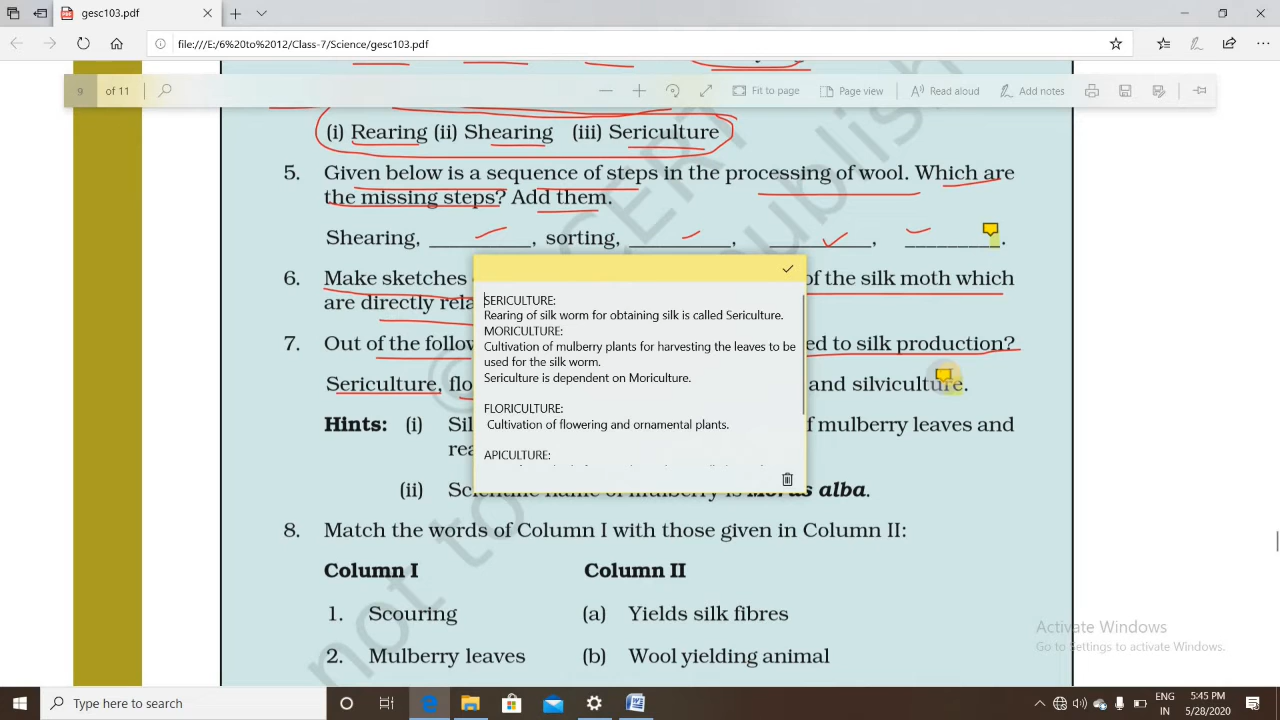 gesc103.pdf
file:///E:/6%20to%2012/Class-7/Science/gesc103.pdf
9 of 11
Fit to page
Page view
Read aloud
Add notes
(i) Rearing (ii) Shearing (iii) Sericulture
5. Given below is a sequence of steps in the processing of wool. Which are
the missing steps? Add them.
Shearing, __________, sorting, __________, __________, _________.
6. Make sketches of the silk moth which
are directly rela
7. Out of the follow ed to silk production?
Sericulture, flo and silviculture.
Hints: (i) Sil f mulberry leaves and
rea
(ii) Scientific name of mulberry is Morus alba.
SERICULTURE:
Rearing of silk worm for obtaining silk is called Sericulture.
MORICULTURE:
Cultivation of mulberry plants for harvesting the leaves to be
used for the silk worm.
Sericulture is dependent on Moriculture.
FLORICULTURE:
Cultivation of flowering and ornamental plants.
APICULTURE:
8. Match the words of Column I with those given in Column II:
Column I Column II
1. Scouring (a) Yields silk fibres
2. Mulberry leaves (b) Wool yielding animal
Activate Windows
Go to Settings to activate Windows.
Type here to search
ENG
IN
5:45 PM
5/28/2020